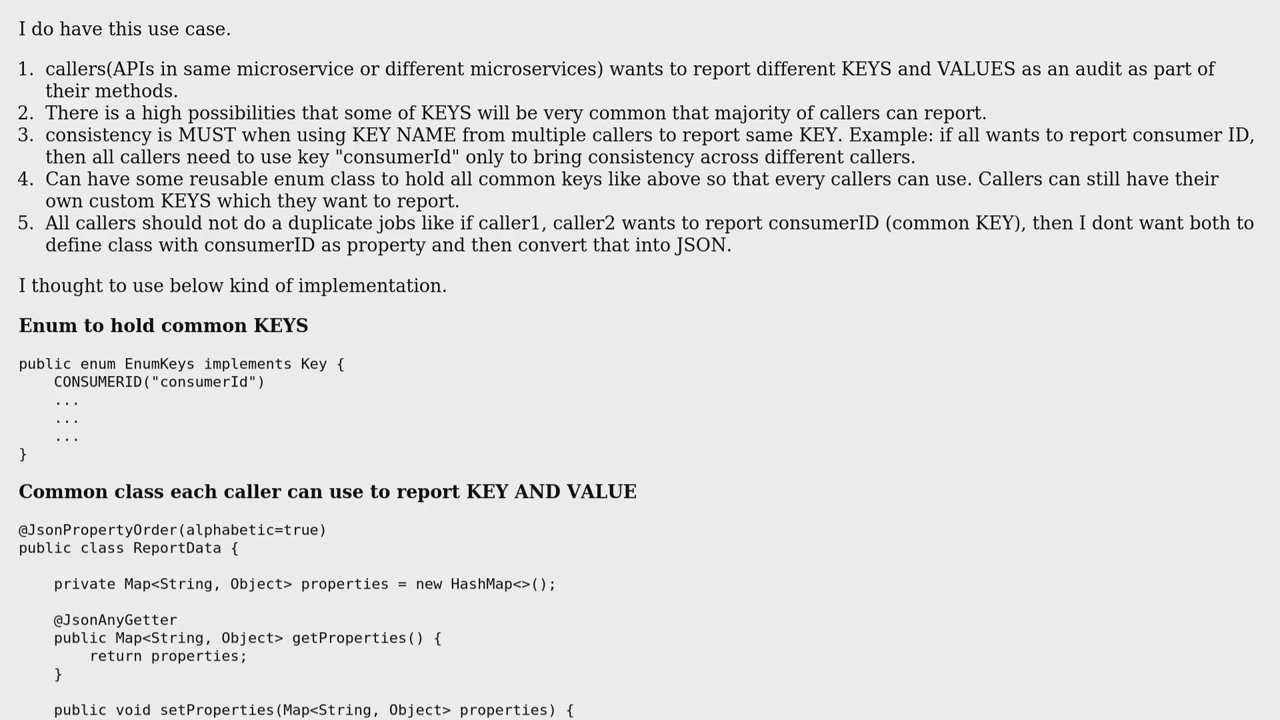 I do have this use case.
1. callers(APIs in same microservice or different microservices) wants to report different KEYS and VALUES as an audit as part of
their methods.
2. There is a high possibilities that some of KEYS will be very common that majority of callers can report.
3. consistency is MUST when using KEY NAME from multiple callers to report same KEY. Example: if all wants to report consumer ID,
then all callers need to use key "consumerId" only to bring consistency across different callers.
4. Can have some reusable enum class to hold all common keys like above so that every callers can use. Callers can still have their
own custom KEYS which they want to report.
5. All callers should not do a duplicate jobs like if caller1, caller2 wants to report consumerID (common KEY), then I dont want both to
define class with consumerID as property and then convert that into JSON.
I thought to use below kind of implementation.
Enum to hold common KEYS
public enum EnumKeys implements Key {
    CONSUMERID("consumerId")
    ...
    ...
    ...
}
Common class each caller can use to report KEY AND VALUE
@JsonPropertyOrder(alphabetic=true)
public class ReportData {
    private Map<String, Object> properties = new HashMap<>();
    @JsonAnyGetter
    public Map<String, Object> getProperties() {
        return properties;
    }
    public void setProperties(Map<String, Object> properties) {